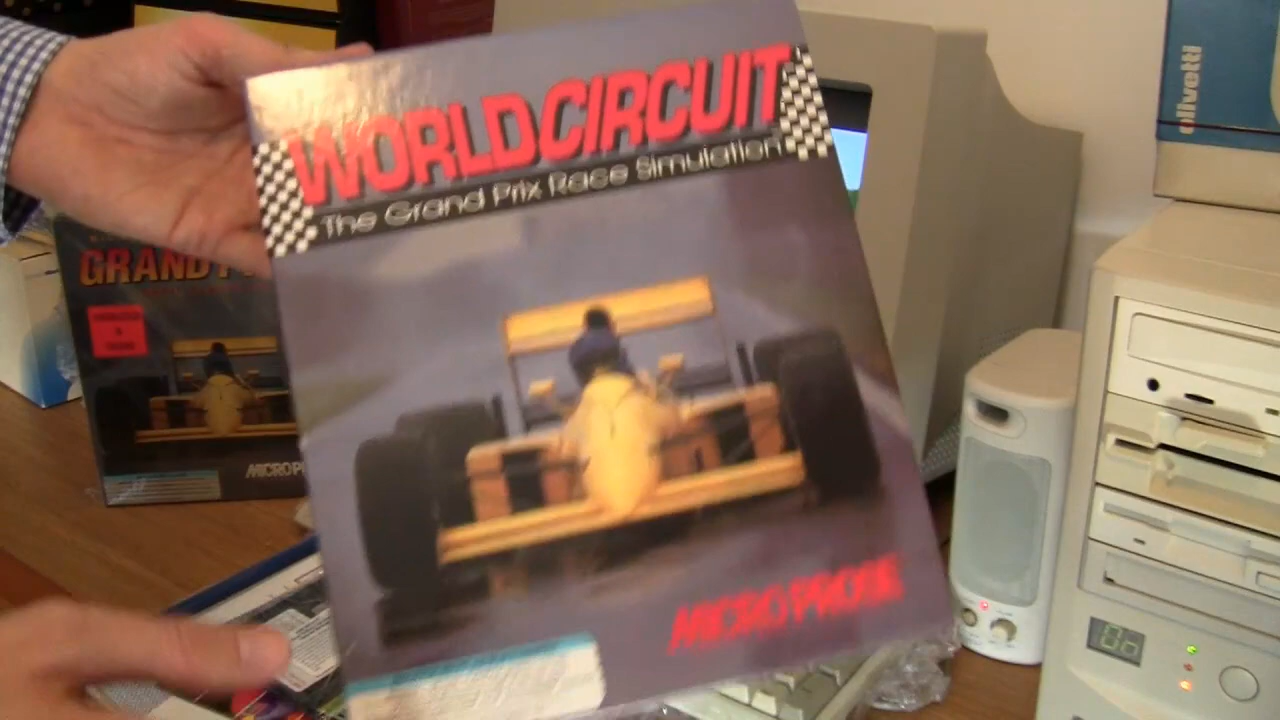 WORLD CIRCUIT
The Grand Prix Race Simulation
MICROPROSE
GRAND P
MICROP
olivetti